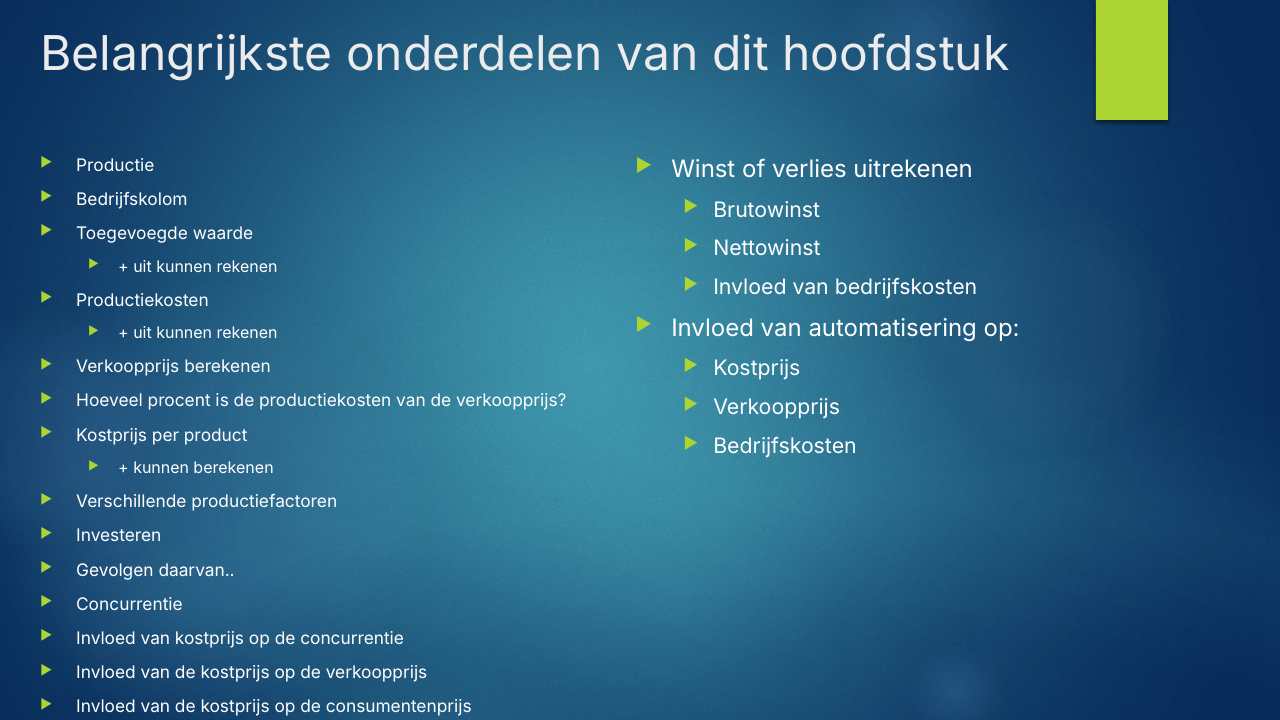 Belangrijkste onderdelen van dit hoofdstuk
Productie
Bedrijfskolom
Toegevoegde waarde
+ uit kunnen rekenen
Productiekosten
+ uit kunnen rekenen
Verkoopprijs berekenen
Hoeveel procent is de productiekosten van de verkoopprijs?
Kostprijs per product
+ kunnen berekenen
Verschillende productiefactoren
Investeren
Gevolgen daarvan..
Concurrentie
Invloed van kostprijs op de concurrentie
Invloed van de kostprijs op de verkoopprijs
Invloed van de kostprijs op de consumentenprijs
Winst of verlies uitrekenen
Brutowinst
Nettowinst
Invloed van bedrijfskosten
Invloed van automatisering op:
Kostprijs
Verkoopprijs
Bedrijfskosten